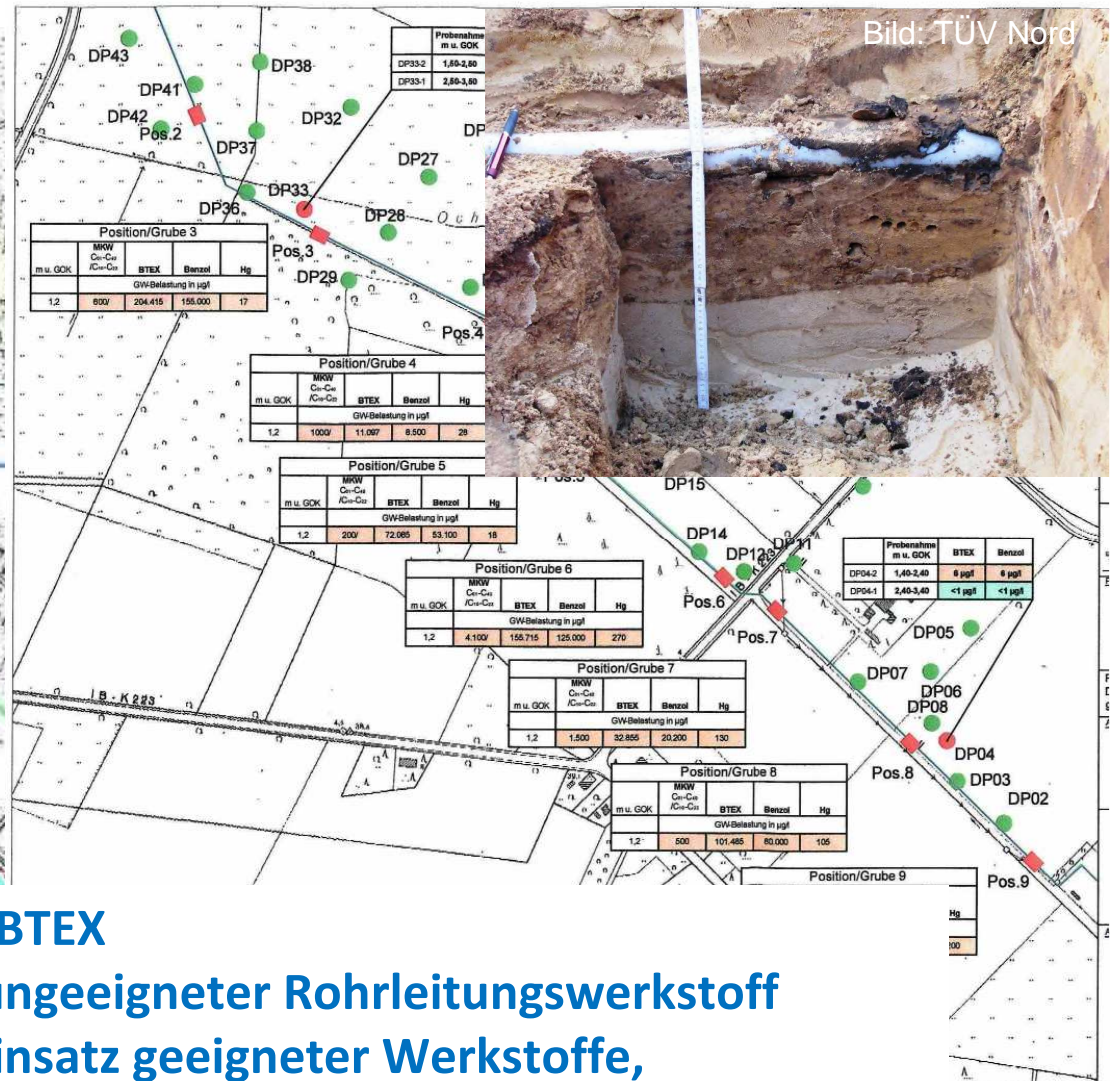 Bild: TÜV Nord
DP43
DP38
DP41
DP42
Pos.2
DP32
DP37
DP27
DP33
DP36
DP28
Pos.3
DP29
Pos.4
Probenahme
m u. GOK
DP33-2 1,50-2,50
DP33-1 2,50-3,50
Position/Grube 3
MKW
m u. GOK BTEX Benzol Hg
GW-Belastung in µg/l
1,2 600/ 204.415 155.000 17
Position/Grube 4
MKW
m u. GOK BTEX Benzol Hg
GW-Belastung in µg/l
1,2 1000/ 11.097 8.500 28
Position/Grube 5
MKW
m u. GOK BTEX Benzol Hg
GW-Belastung in µg/l
1,2 200/ 72.065 53.100 18
Position/Grube 6
MKW
m u. GOK BTEX Benzol Hg
GW-Belastung in µg/l
1,2 4.100/ 155.715 125.000 270
Position/Grube 7
MKW
m u. GOK BTEX Benzol Hg
GW-Belastung in µg/l
1,2 1.500 32.855 20.200 130
Position/Grube 8
MKW
m u. GOK BTEX Benzol Hg
GW-Belastung in µg/l
1,2 500 101.485 60.000 105
Position/Grube 9
Hg
DP15
DP14
DP12
DP11
Pos.6
Pos.7
Probenahme
m u. GOK BTEX Benzol
DP04-2 1,40-2,40 6 µg/l 6 µg/l
DP04-1 2,40-3,40 <1 µg/l <1 µg/l
DP05
DP07
DP06
DP08
DP04
Pos.8
DP03
DP02
Pos.9
I B - K 223
BTEX
ungeeigneter Rohrleitungswerkstoff
insatz geeigneter Werkstoffe,